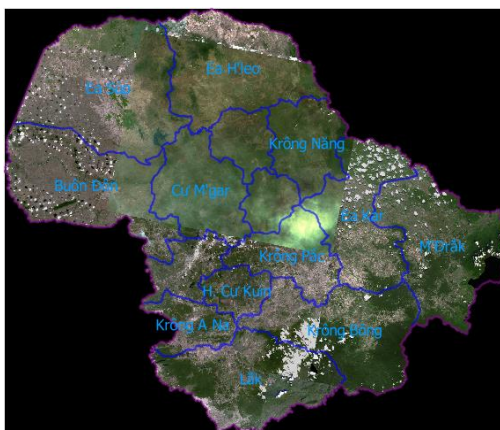 Ea H'leo
Ea Súp
Krông Năng
Buôn Đôn
Cư M'gar
Ea Kar
M'Đrắk
Krông Pắc
H. Cư Kuin
Krông A Na
Krông Bông
Lắk